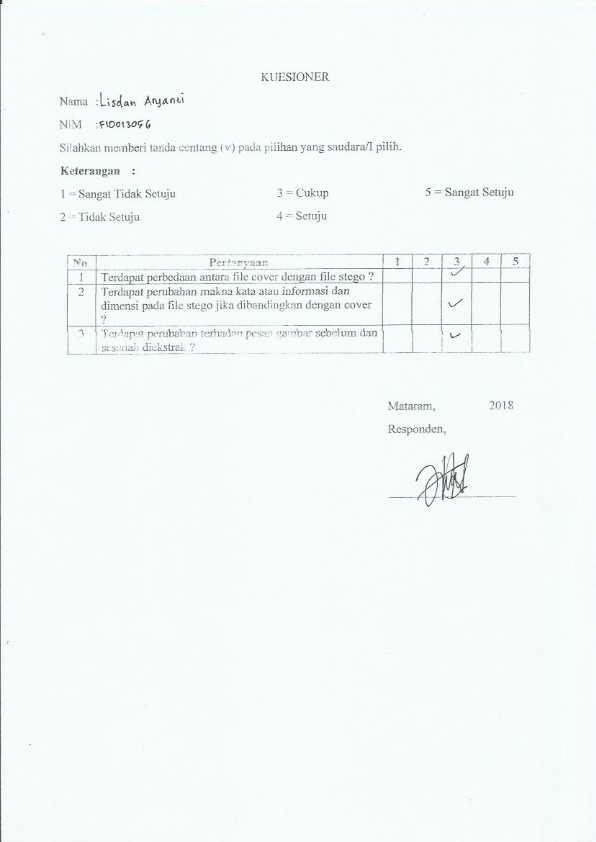 KUESIONER
Nama : Lisdan Aryanti
NIM : F1D013056
Silahkan memberi tanda centang (v) pada pilihan yang saudara/I pilih.
Keterangan :
1 = Sangat Tidak Setuju 3 = Cukup 5 = Sangat Setuju
2 = Tidak Setuju 4 = Setuju
No Pertanyaan 1 2 3 4 5
1 Terdapat perbedaan antara file cover dengan file stego ? ✓
2 Terdapat perubahan makna kata atau informasi dan
dimensi pada file stego jika dibandingkan dengan cover ✓
?
3 Terdapat perubahan terhadap pesan gambar sebelum dan ✓
sesudah diekstrak ?
Mataram, 2018
Responden,